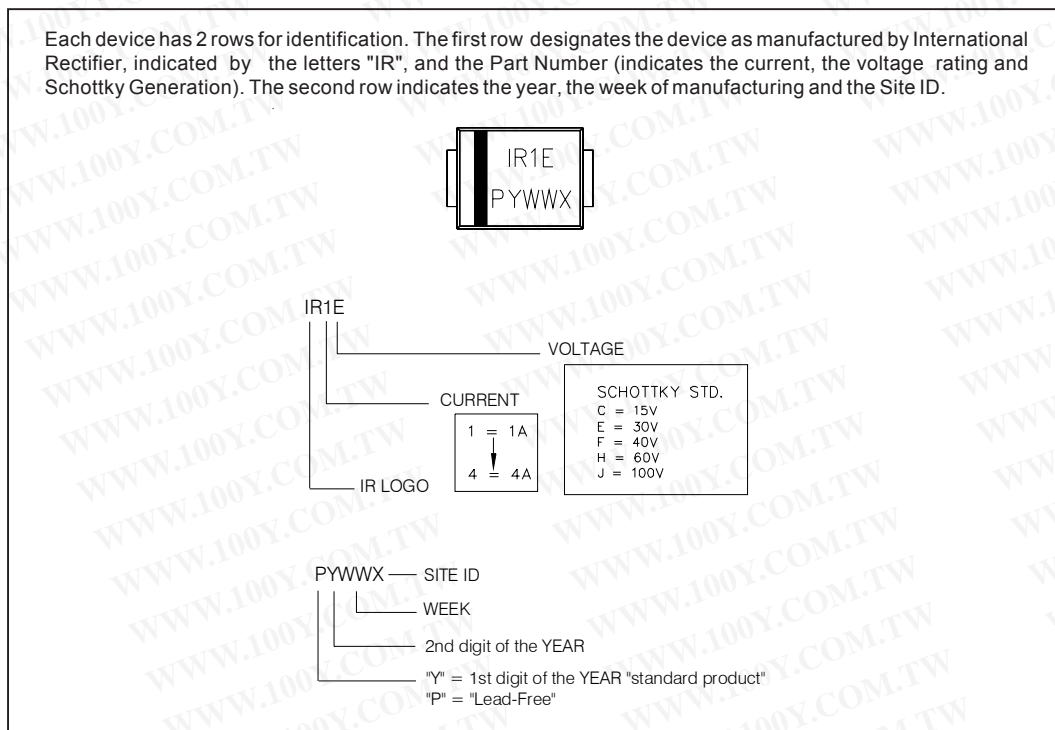 Each device has 2 rows for identification. The first row designates the device as manufactured by International
Rectifier, indicated by the letters "IR", and the Part Number (indicates the current, the voltage rating and
Schottky Generation). The second row indicates the year, the week of manufacturing and the Site ID.
IR1E
PYWWX
IR1E
VOLTAGE
SCHOTTKY STD.
C = 15V
E = 30V
F = 40V
H = 60V
J = 100V
CURRENT
1 = 1A
4 = 4A
IR LOGO
PYWWX
SITE ID
WEEK
2nd digit of the YEAR
"Y" = 1st digit of the YEAR "standard product"
"P" = "Lead-Free"
WWW.100Y.COM.TW